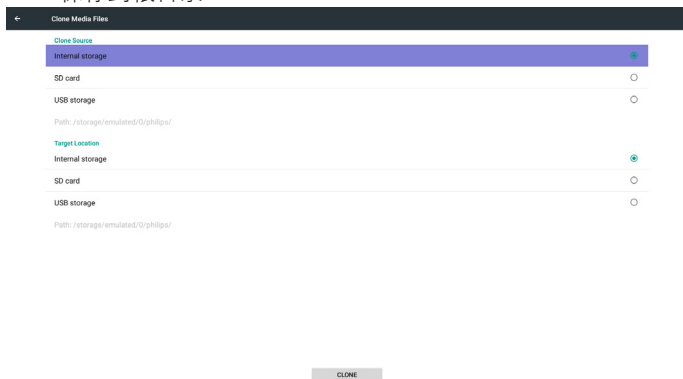 Clone Media Files
Clone Source
Internal storage
SD card
USB storage
Path: /storage/emulated/0/philips/
Target Location
Internal storage
SD card
USB storage
Path: /storage/emulated/0/philips/
CLONE